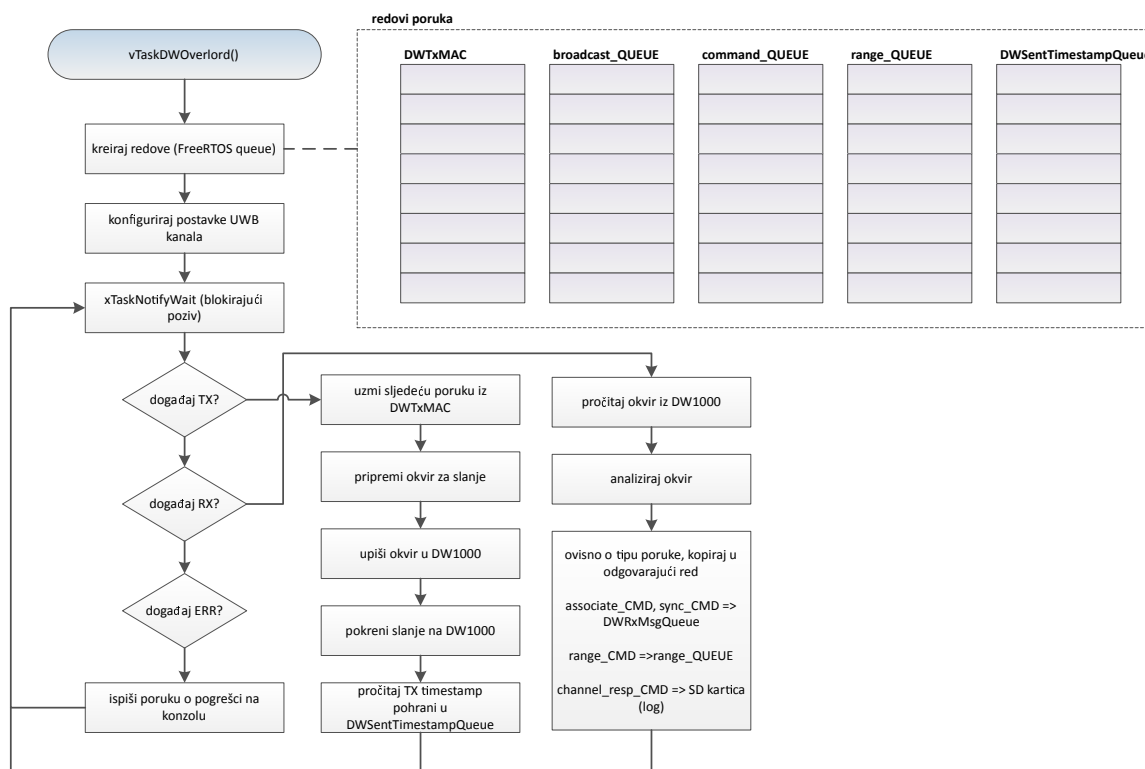 redovi poruka
vTaskDWOverlord()
DWTxMAC
broadcast_QUEUE
command_QUEUE
range_QUEUE
DWSentTimestampQueue
kreiraj redove (FreeRTOS queue)
konfiguriraj postavke UWB
kanala
xTaskNotifyWait (blokirajući
poziv)
događaj TX?
događaj RX?
događaj ERR?
ispiši poruku o pogrešci na
konzolu
uzmi sljedeću poruku iz
DWTxMAC
pripremi okvir za slanje
upiši okvir u DW1000
pokreni slanje na DW1000
pročitaj TX timestamp
pohrani u
DWSentTimestampQueue
pročitaj okvir iz DW1000
analiziraj okvir
ovisno o tipu poruke, kopiraj u
odgovarajući red
associate_CMD, sync_CMD =>
DWRxMsgQueue
range_CMD =>range_QUEUE
channel_resp_CMD => SD kartica
(log)